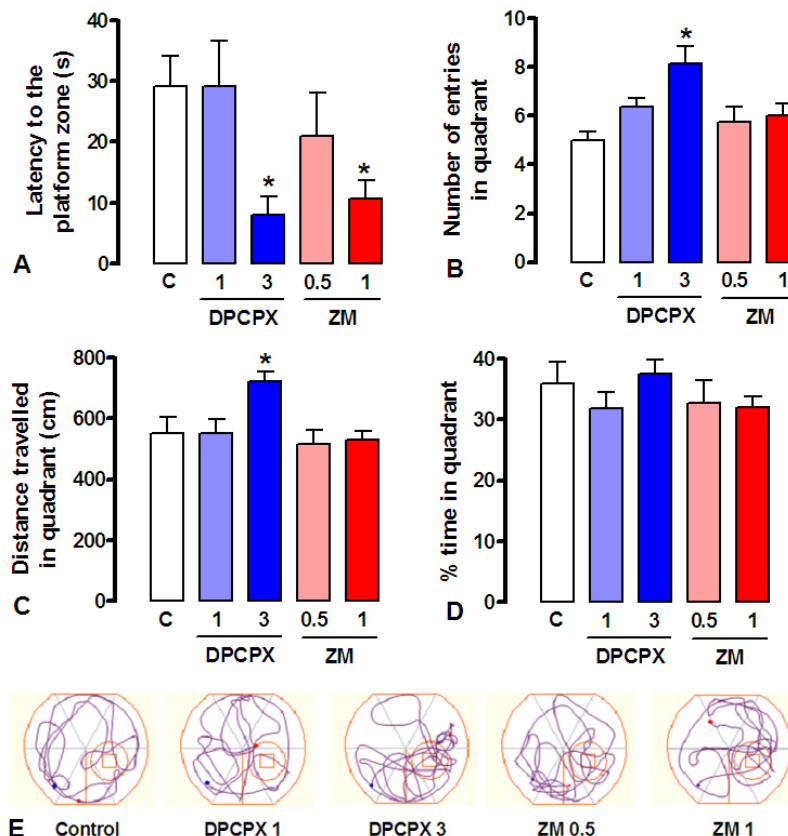 Latency to the
platform zone (s)
40
30
20
10
0
*
*
A
C 1 3 0.5 1
DPCPX ZM
Number of entries
in quadrant
10
8
6
4
2
0
*
B
C 1 3 0.5 1
DPCPX ZM
Distance travelled
in quadrant (cm)
800
600
400
200
0
*
C
C 1 3 0.5 1
DPCPX ZM
% time in quadrant
40
30
20
10
0
D
C 1 3 0.5 1
DPCPX ZM
E Control DPCPX 1 DPCPX 3 ZM 0.5 ZM 1